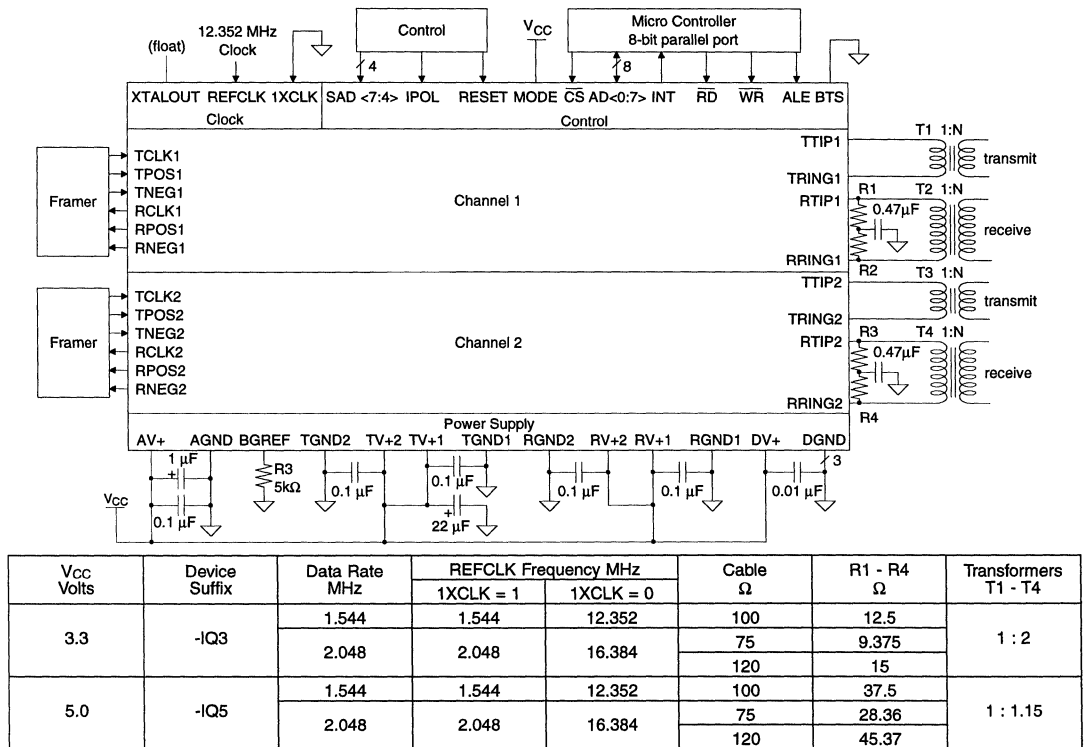 (float)
12.352 MHz
Clock
Control
4
VCC
Micro Controller
8-bit parallel port
8
XTALOUT REFCLK 1XCLK
Clock
SAD <7:4> IPOL RESET MODE CS AD<0:7> INT RD WR ALE BTS
Control
Framer
TCLK1
TPOS1
TNEG1
RCLK1
RPOS1
RNEG1
Channel 1
TTIP1
TRING1
RTIP1
RRING1
T1 1:N
transmit
R1
T2 1:N
0.47µF
receive
R2
Framer
TCLK2
TPOS2
TNEG2
RCLK2
RPOS2
RNEG2
Channel 2
TTIP2
TRING2
RTIP2
RRING2
T3 1:N
transmit
R3
T4 1:N
0.47µF
receive
R4
Power Supply
AV+ AGND BGREF TGND2 TV+2 TV+1 TGND1 RGND2 RV+2 RV+1 RGND1 DV+ DGND
VCC
1 µF
+
0.1 µF
R3
5kΩ
0.1 µF
0.1 µF
+
22 µF
0.1 µF
0.1 µF
0.01 µF
3
VCC Volts
Device Suffix
Data Rate MHz
REFCLK Frequency MHz
1XCLK = 1
1XCLK = 0
Cable Ω
R1 - R4 Ω
Transformers T1 - T4
3.3 -IQ3 1.544 1.544 12.352 100 12.5 1 : 2
2.048 2.048 16.384 75 9.375
120 15
5.0 -IQ5 1.544 1.544 12.352 100 37.5 1 : 1.15
2.048 2.048 16.384 75 28.36
120 45.37